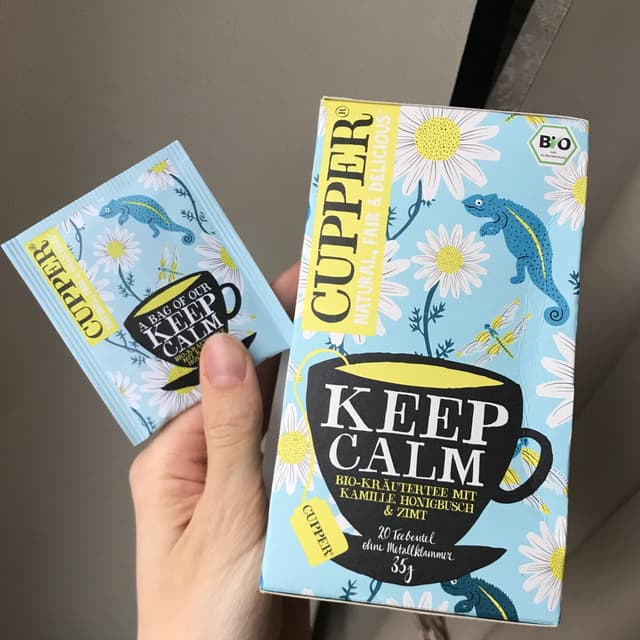 CUPPER®
NATURAL, FAIR & DELICIOUS
BIO
KEEP
CALM
BIO-KRÄUTERTEE MIT
KAMILLE HONIGBUSCH
& ZIMT
20 Teebeutel
ohne Metallklammer
35g
CUPPER®
CUPPER®
A BAG OF OUR
KEEP
CALM